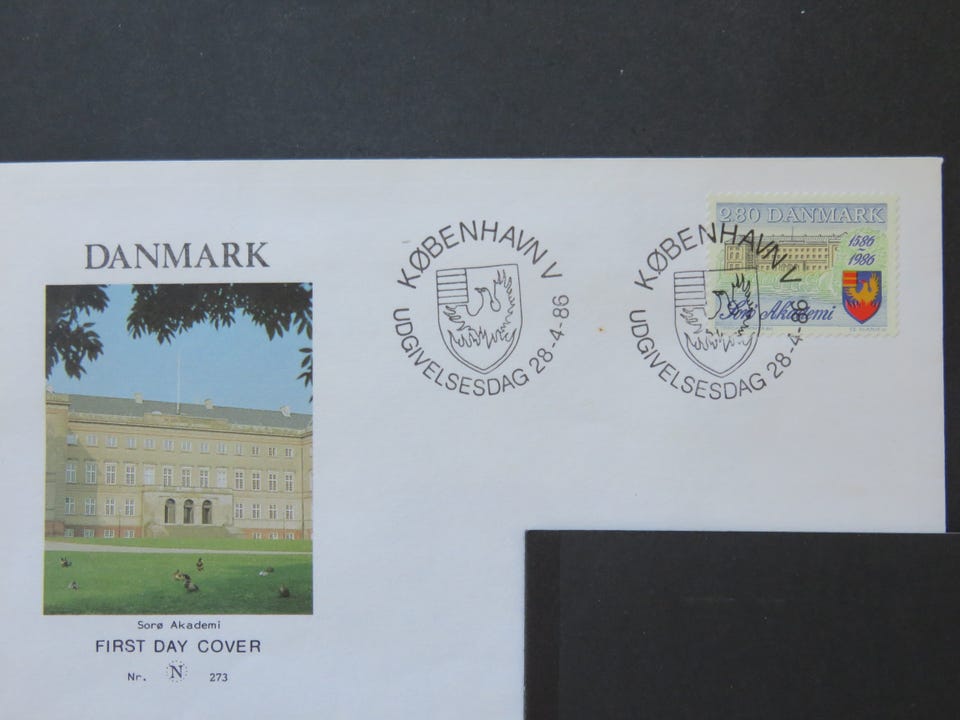 DANMARK
Sorø Akademi
FIRST DAY COVER
Nr. N 273
KØBENHAVN V
UDGIVELSESDAG 28-4-86
KØBENHAVN V
UDGIVELSESDAG 28-4-86
2.80 DANMARK
1586
~
1986
Sorø Akademi